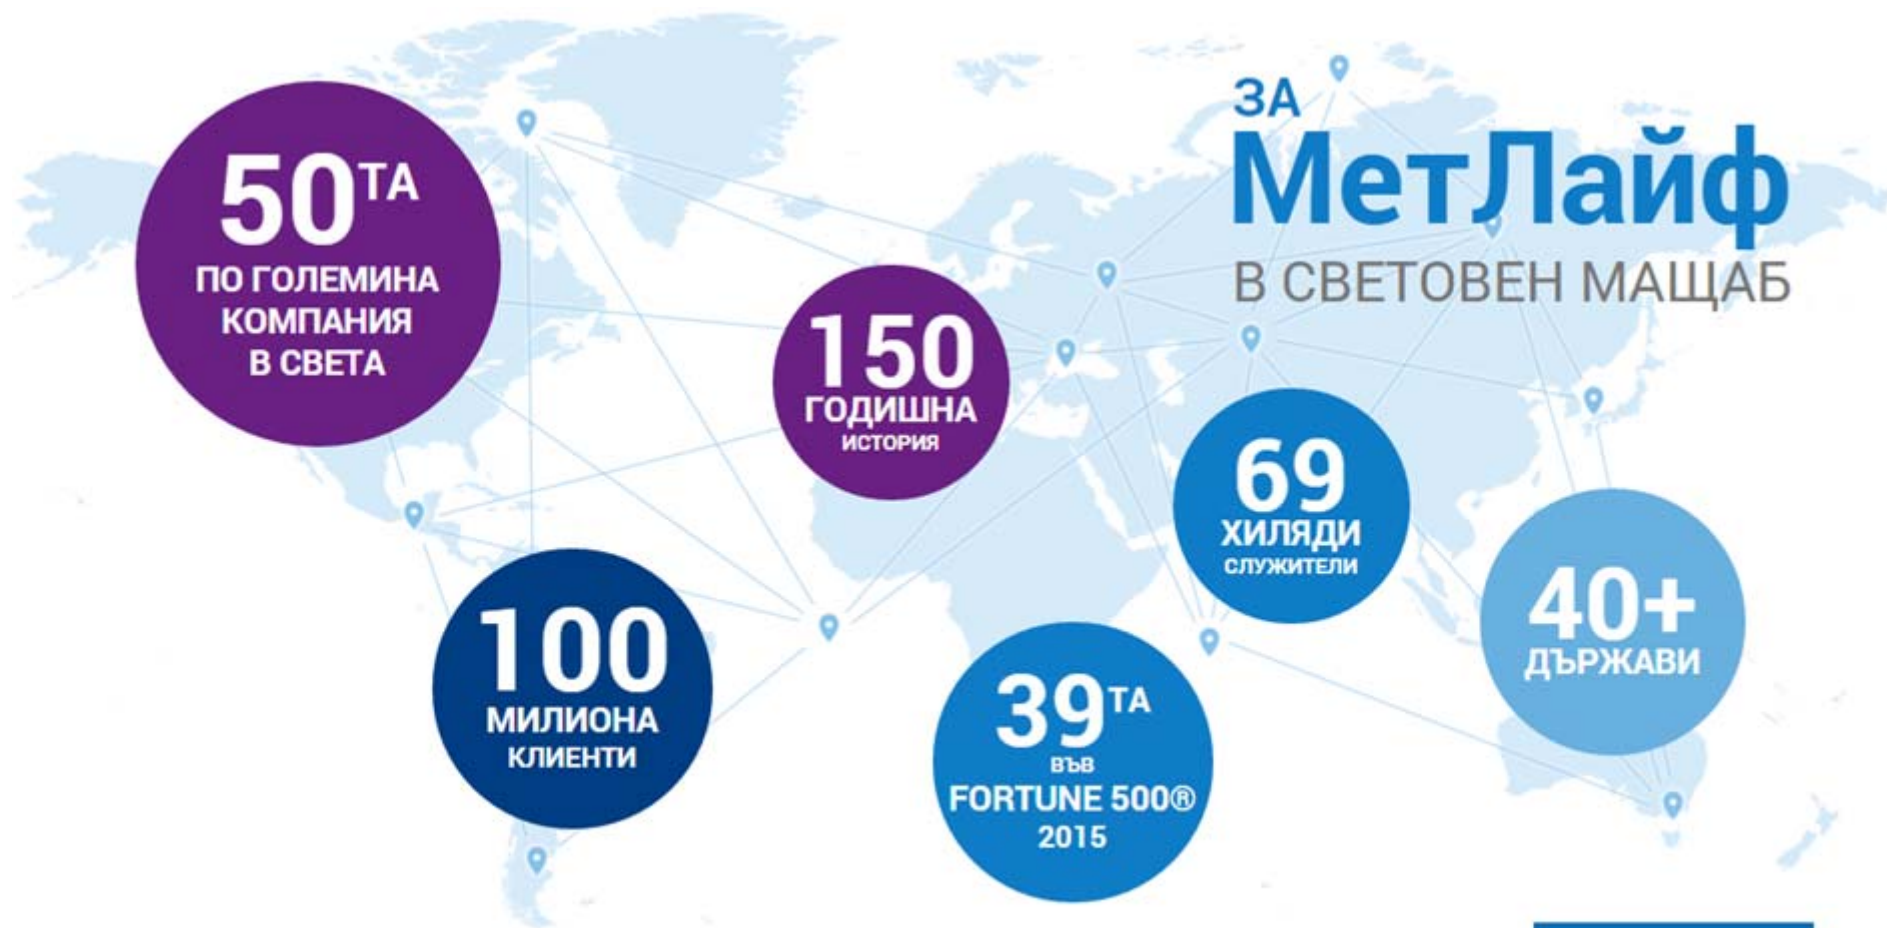 ЗА
МетЛайф
В СВЕТОВЕН МАЩАБ
50ТА
ПО ГОЛЕМИНА
КОМПАНИЯ
В СВЕТА
150
ГОДИШНА
ИСТОРИЯ
69
ХИЛЯДИ
СЛУЖИТЕЛИ
40+
ДЪРЖАВИ
100
МИЛИОНА
КЛИЕНТИ
39ТА
ВЪВ
FORTUNE 500®
2015